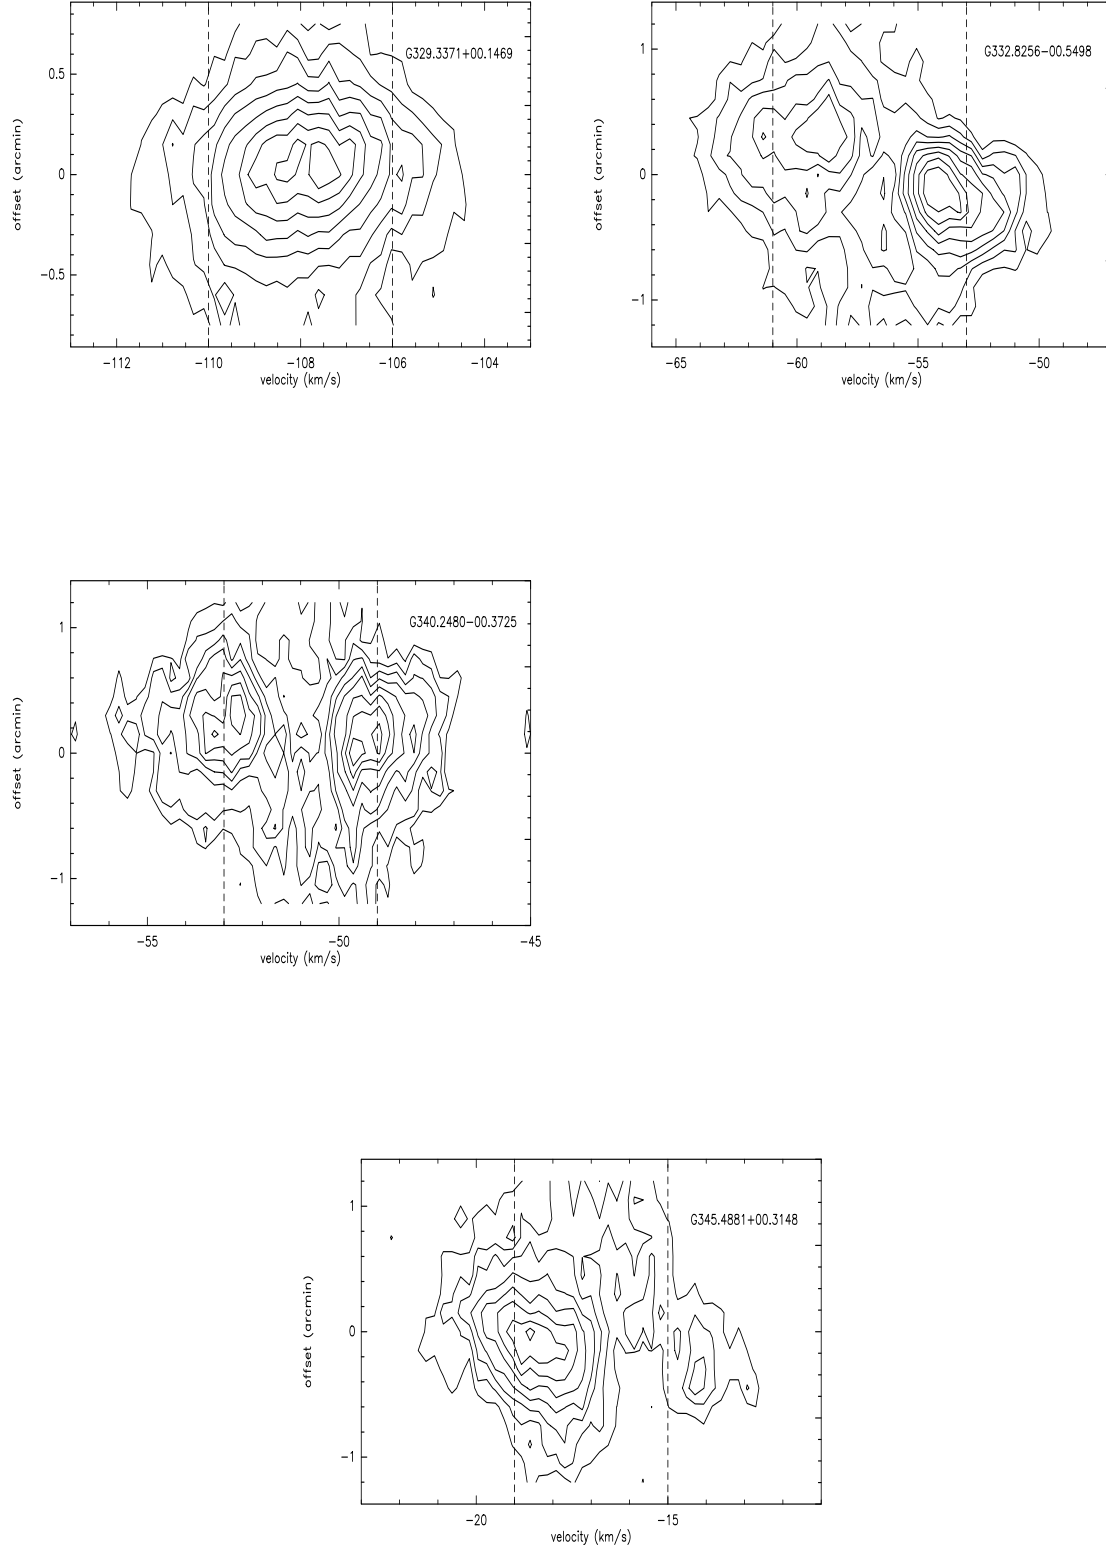 G329.3371+00.1469
0.5
0
−0.5
offset (arcmin)
−112
−110
−108
−106
−104
velocity (km/s)
G332.8256−00.5498
1
0
−1
offset (arcmin)
−65
−60
−55
−50
velocity (km/s)
G340.2480−00.3725
1
0
−1
offset (arcmin)
−55
−50
−45
velocity (km/s)
G345.4881+00.3148
1
0
−1
offset (arcmin)
−20
−15
velocity (km/s)